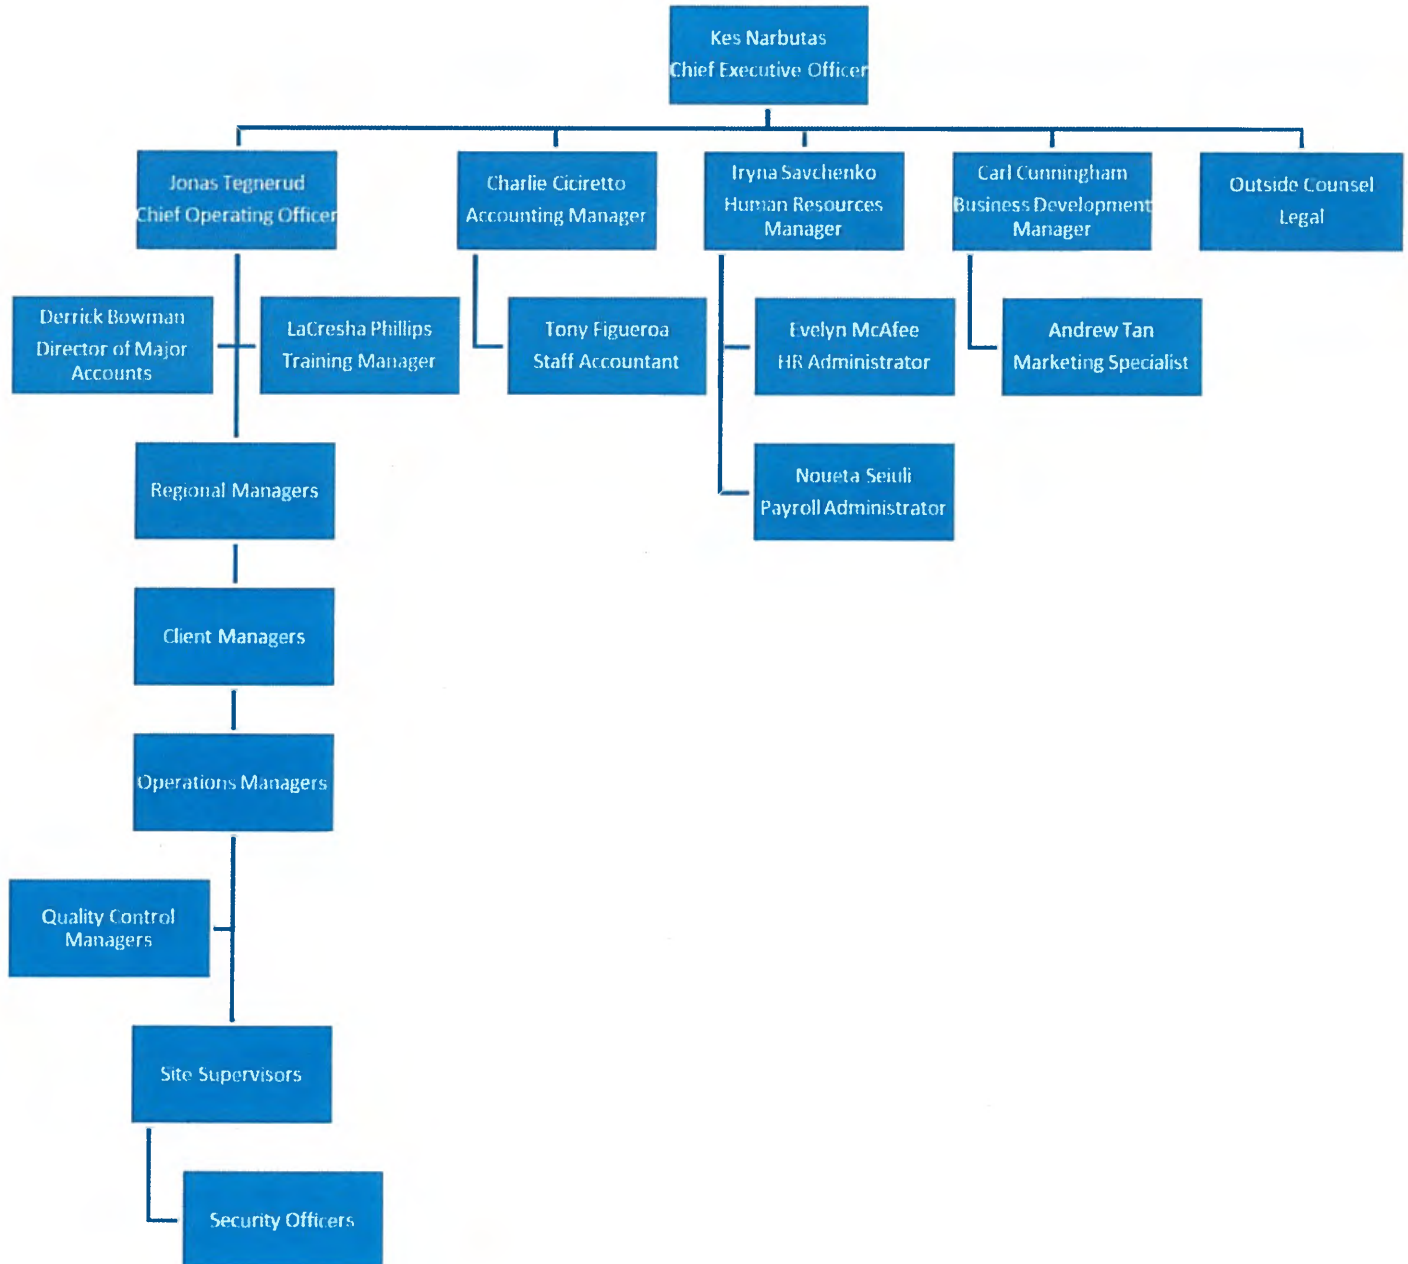 Kes Narbutas
Chief Executive Officer
Jonas Tegnerud
Chief Operating Officer
Charlie Ciciretto
Accounting Manager
Iryna Savchenko
Human Resources
Manager
Carl Cunningham
Business Development
Manager
Outside Counsel
Legal
Derrick Bowman
Director of Major
Accounts
LaCresha Phillips
Training Manager
Tony Figueroa
Staff Accountant
Evelyn McAfee
HR Administrator
Andrew Tan
Marketing Specialist
Regional Managers
Noueta Seiuli
Payroll Administrator
Client Managers
Operations Managers
Quality Control
Managers
Site Supervisors
Security Officers